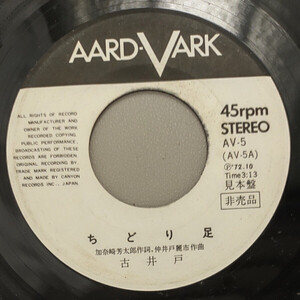 AARD-VARK
ALL RIGHTS OF RECORD
MANUFACTURER AND
OWNER OF THE WORK
RECORDED COPYING,
PUBLIC PERFORMANCE,
BROADCASTING OF THESE
RECORDS ARE FORBIDDEN.
ORIGINAL RECORDING BY
TRADE MARK REGISTERED
AND MADE BY CANYON
RECORDS INC., JAPAN.
45rpm
STEREO
AV-5
(AV-5A)
Ⓟ'72.10
Time 3:13
見本盤
非売品
ちどり足
加奈崎芳太郎作詞、仲井戸麗市作曲
古井戸